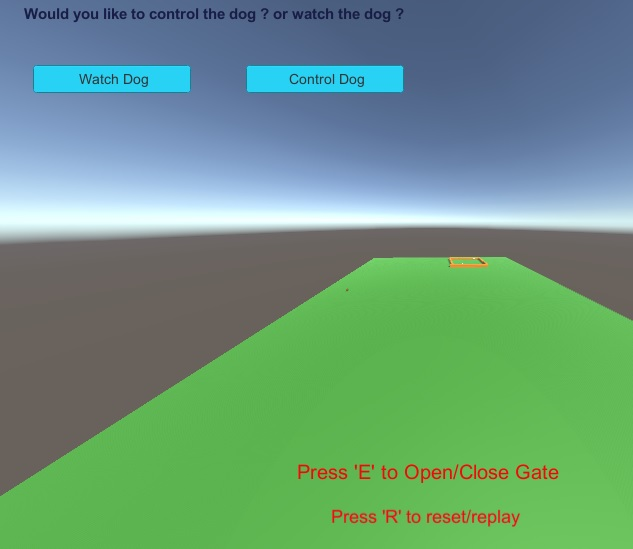 Would you like to control the dog ? or watch the dog ?
Watch Dog
Control Dog
Press 'E' to Open/Close Gate
Press 'R' to reset/replay